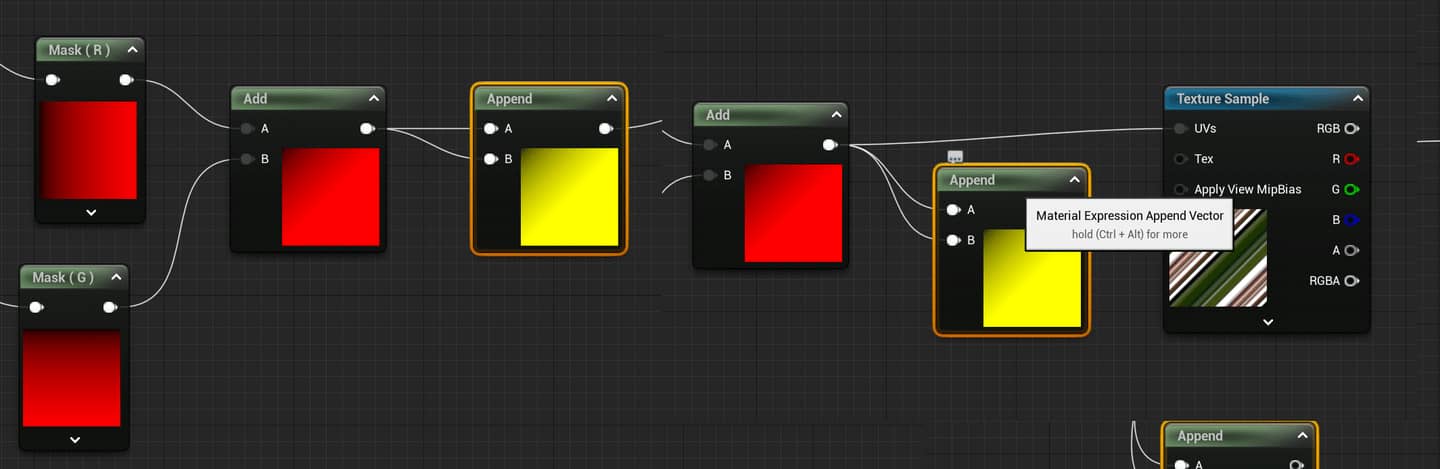 Mask ( R )
Add
A
B
Mask ( G )
Append
A
B
Add
A
B
Append
A
B
Material Expression Append Vector
hold (Ctrl + Alt) for more
Texture Sample
UVs
RGB
Tex
R
Apply View MipBias
G
B
A
RGBA
Append
A